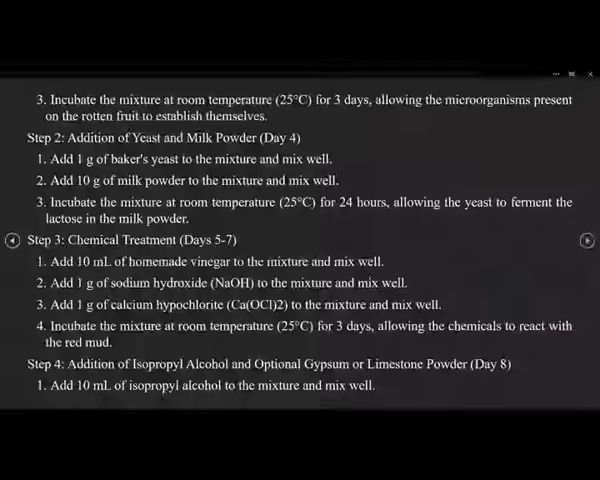 3. Incubate the mixture at room temperature (25°C) for 3 days, allowing the microorganisms present
on the rotten fruit to establish themselves.
Step 2: Addition of Yeast and Milk Powder (Day 4)
1. Add 1 g of baker's yeast to the mixture and mix well.
2. Add 10 g of milk powder to the mixture and mix well.
3. Incubate the mixture at room temperature (25°C) for 24 hours, allowing the yeast to ferment the
lactose in the milk powder.
Step 3: Chemical Treatment (Days 5-7)
1. Add 10 mL of homemade vinegar to the mixture and mix well.
2. Add 1 g of sodium hydroxide (NaOH) to the mixture and mix well.
3. Add 1 g of calcium hypochlorite (Ca(OCl)2) to the mixture and mix well.
4. Incubate the mixture at room temperature (25°C) for 3 days, allowing the chemicals to react with
the red mud.
Step 4: Addition of Isopropyl Alcohol and Optional Gypsum or Limestone Powder (Day 8)
1. Add 10 mL of isopropyl alcohol to the mixture and mix well.